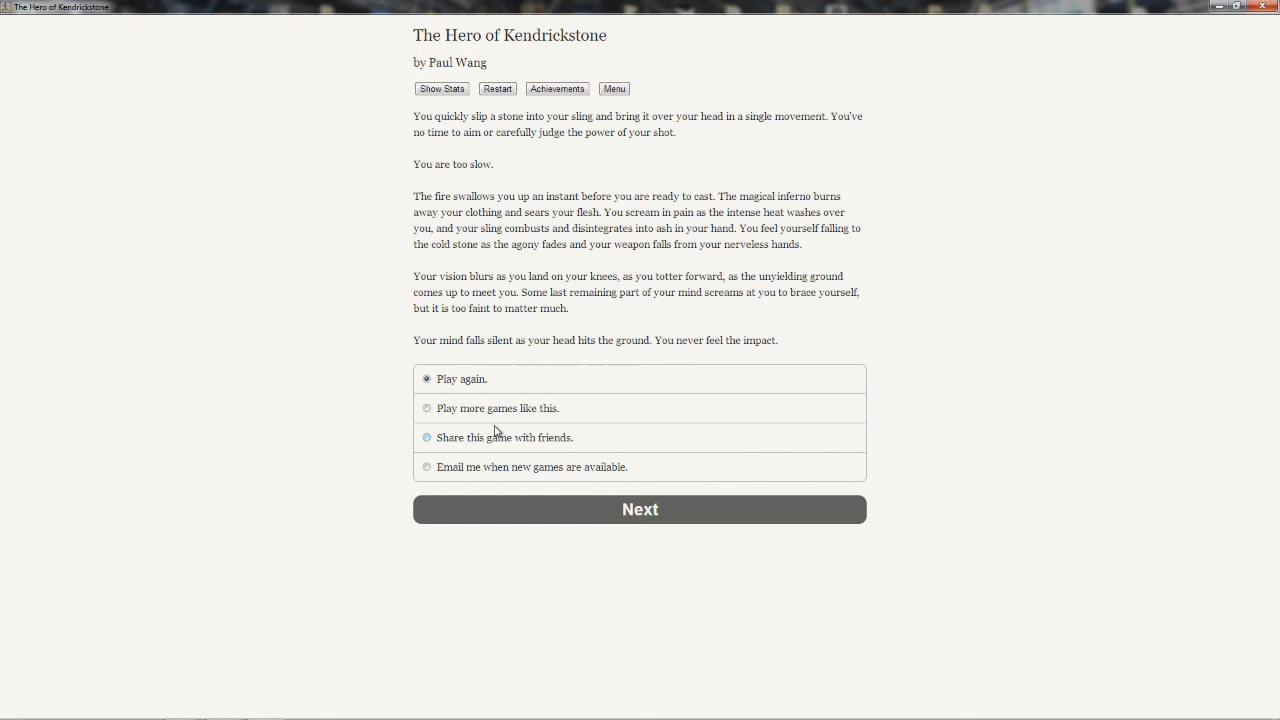 The Hero of Kendrickstone
The Hero of Kendrickstone
by Paul Wang
Show Stats Restart Achievements Menu
You quickly slip a stone into your sling and bring it over your head in a single movement. You've
no time to aim or carefully judge the power of your shot.
You are too slow.
The fire swallows you up an instant before you are ready to cast. The magical inferno burns
away your clothing and sears your flesh. You scream in pain as the intense heat washes over
you, and your sling combusts and disintegrates into ash in your hand. You feel yourself falling to
the cold stone as the agony fades and your weapon falls from your nerveless hands.
Your vision blurs as you land on your knees, as you totter forward, as the unyielding ground
comes up to meet you. Some last remaining part of your mind screams at you to brace yourself,
but it is too faint to matter much.
Your mind falls silent as your head hits the ground. You never feel the impact.
Play again.
Play more games like this.
Share this game with friends.
Email me when new games are available.
Next